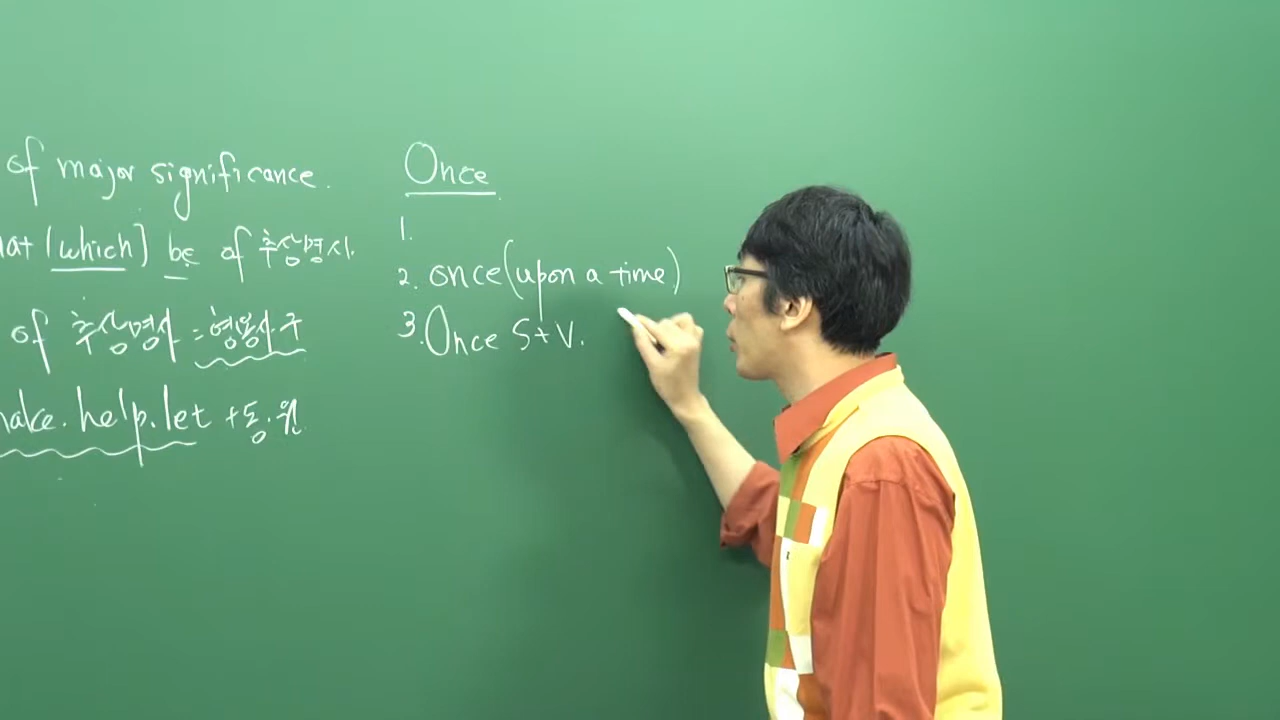 of major significance.
at (which) be of 추상명사.
of 추상명사 = 형용사구
make. help. let + 동.원
Once
1.
2. once (upon a time)
3. Once S + V.